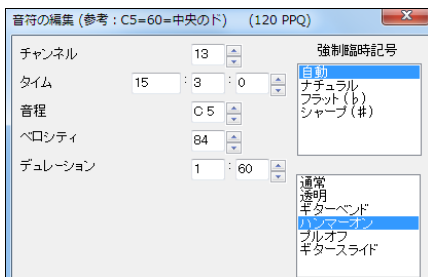 音符の編集 (参考：C5=60=中央のド) (120 PPQ)
チャンネル 13
タイム 15 : 3 : 0
音程 C 5
ベロシティ 84
デュレーション 1 : 60
強制臨時記号
自動
ナチュラル
フラット(♭)
シャープ(＃)
通常
透明
ギターベンド
ハンマーオン
プルオフ
ギタースライド